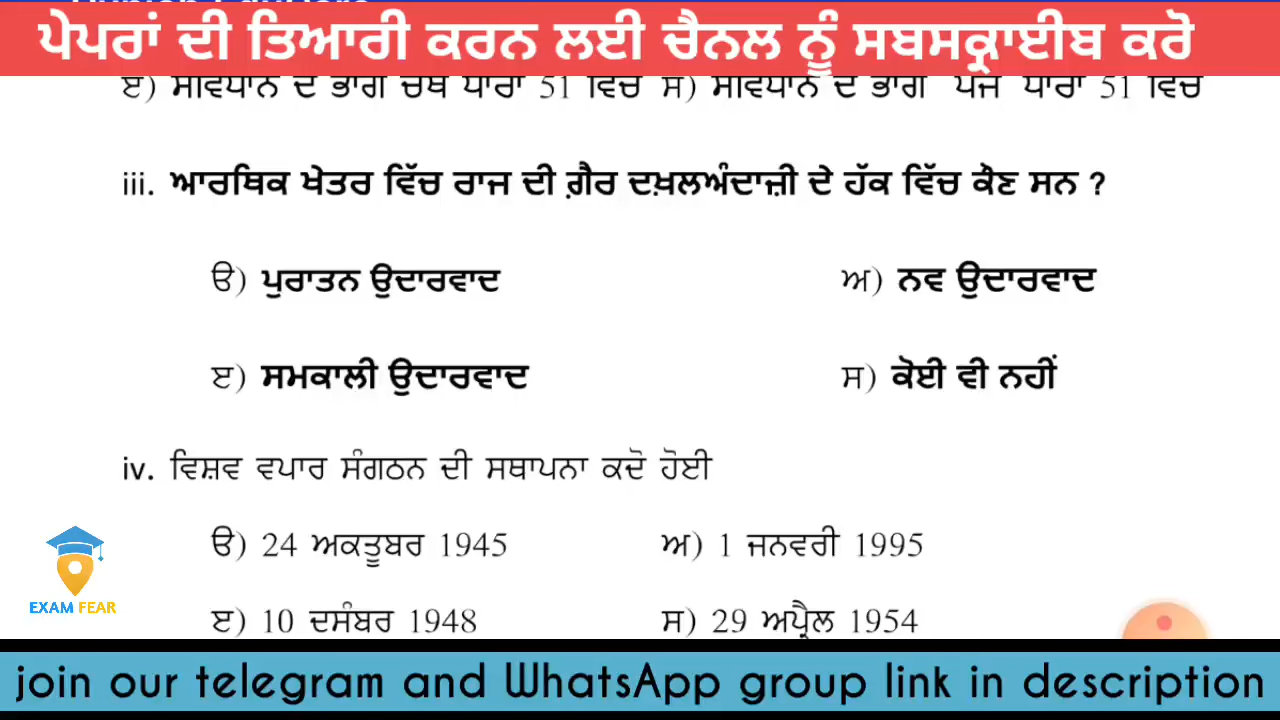 ਪੇਪਰਾਂ ਦੀ ਤਿਆਰੀ ਕਰਨ ਲਈ ਚੈਨਲ ਨੂੰ ਸਬਸਕ੍ਰਾਈਬ ਕਰੋ
ੲ) ਸੰਵਿਧਾਨ ਦੇ ਭਾਗ ਚੌਥੇ ਧਾਰਾ 51 ਵਿੱਚ ਸ) ਸੰਵਿਧਾਨ ਦੇ ਭਾਗ ਪੰਜ ਧਾਰਾ 51 ਵਿੱਚ
iii. ਆਰਥਿਕ ਖੇਤਰ ਵਿੱਚ ਰਾਜ ਦੀ ਗ਼ੈਰ ਦਖ਼ਲਅੰਦਾਜ਼ੀ ਦੇ ਹੱਕ ਵਿੱਚ ਕੌਣ ਸਨ ?
ੳ) ਪੁਰਾਤਨ ਉਦਾਰਵਾਦ ਅ) ਨਵ ਉਦਾਰਵਾਦ
ੲ) ਸਮਕਾਲੀ ਉਦਾਰਵਾਦ ਸ) ਕੋਈ ਵੀ ਨਹੀਂ
iv. ਵਿਸ਼ਵ ਵਪਾਰ ਸੰਗਠਨ ਦੀ ਸਥਾਪਨਾ ਕਦੋ ਹੋਈ
ੳ) 24 ਅਕਤੂਬਰ 1945 ਅ) 1 ਜਨਵਰੀ 1995
ੲ) 10 ਦਸੰਬਰ 1948 ਸ) 29 ਅਪ੍ਰੈਲ 1954
EXAM FEAR
join our telegram and WhatsApp group link in description